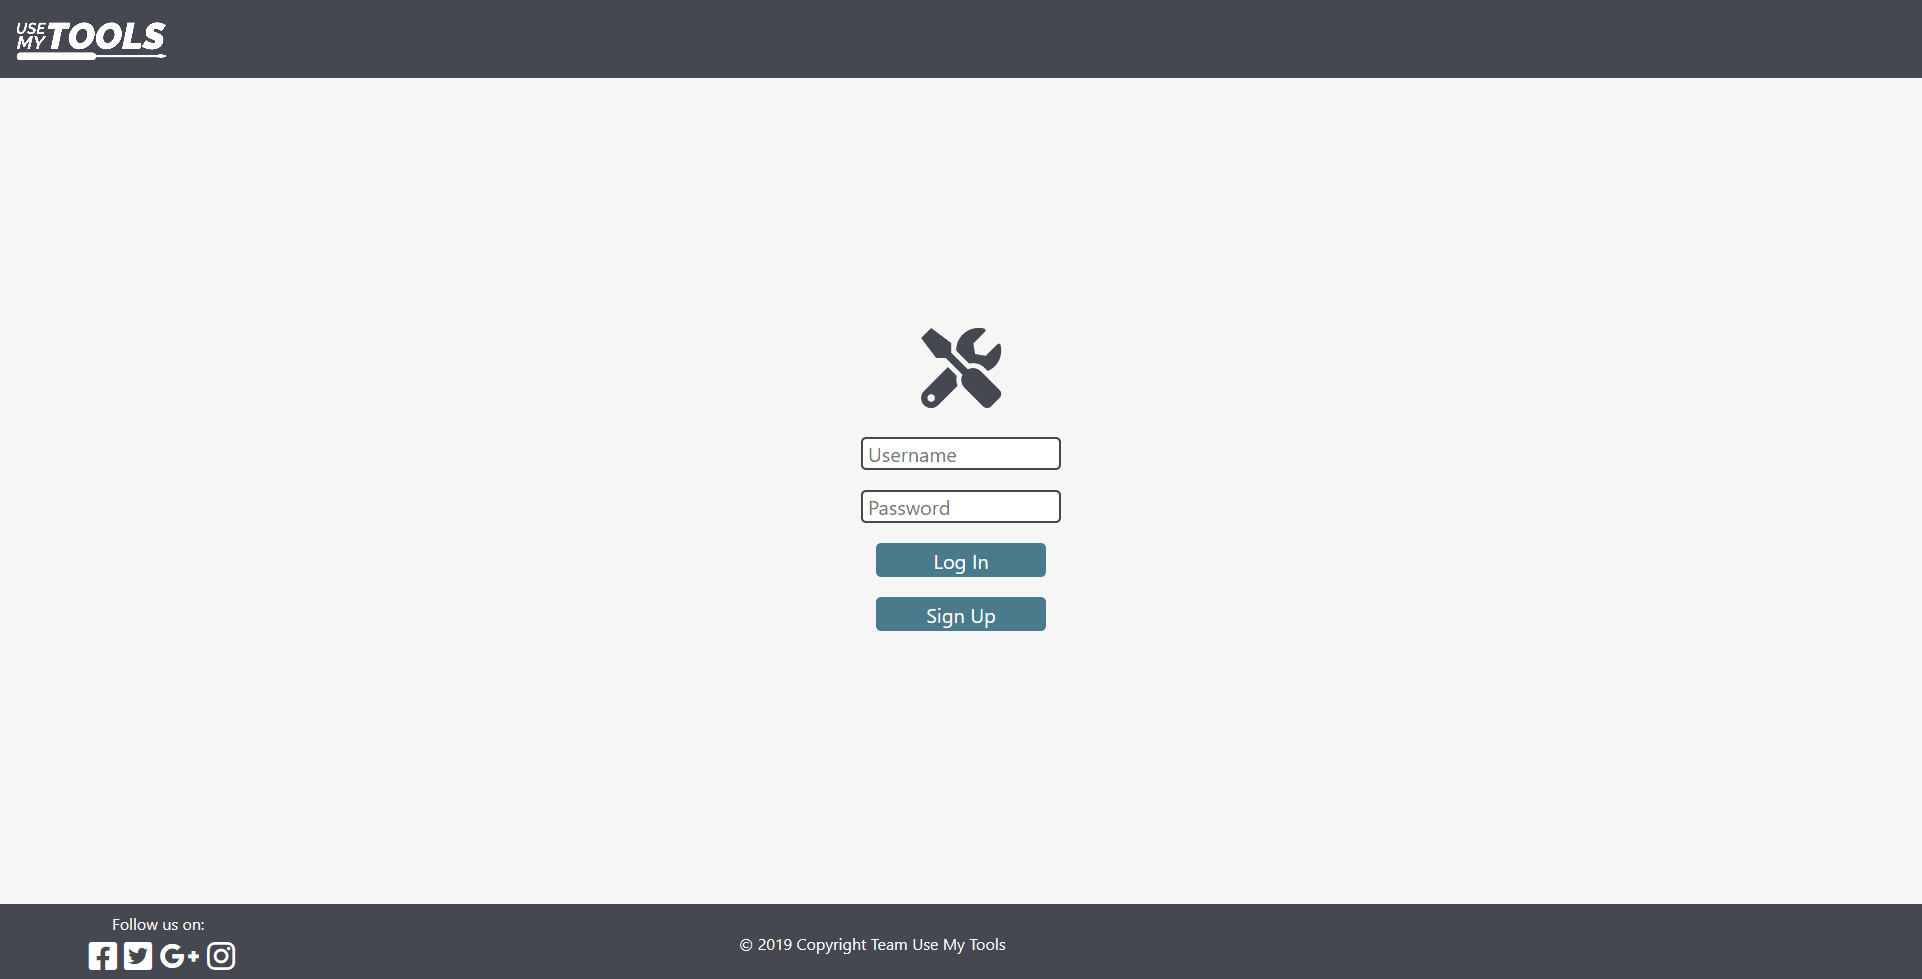 USE
MY TOOLS
Username
Password
Log In
Sign Up
Follow us on:
© 2019 Copyright Team Use My Tools